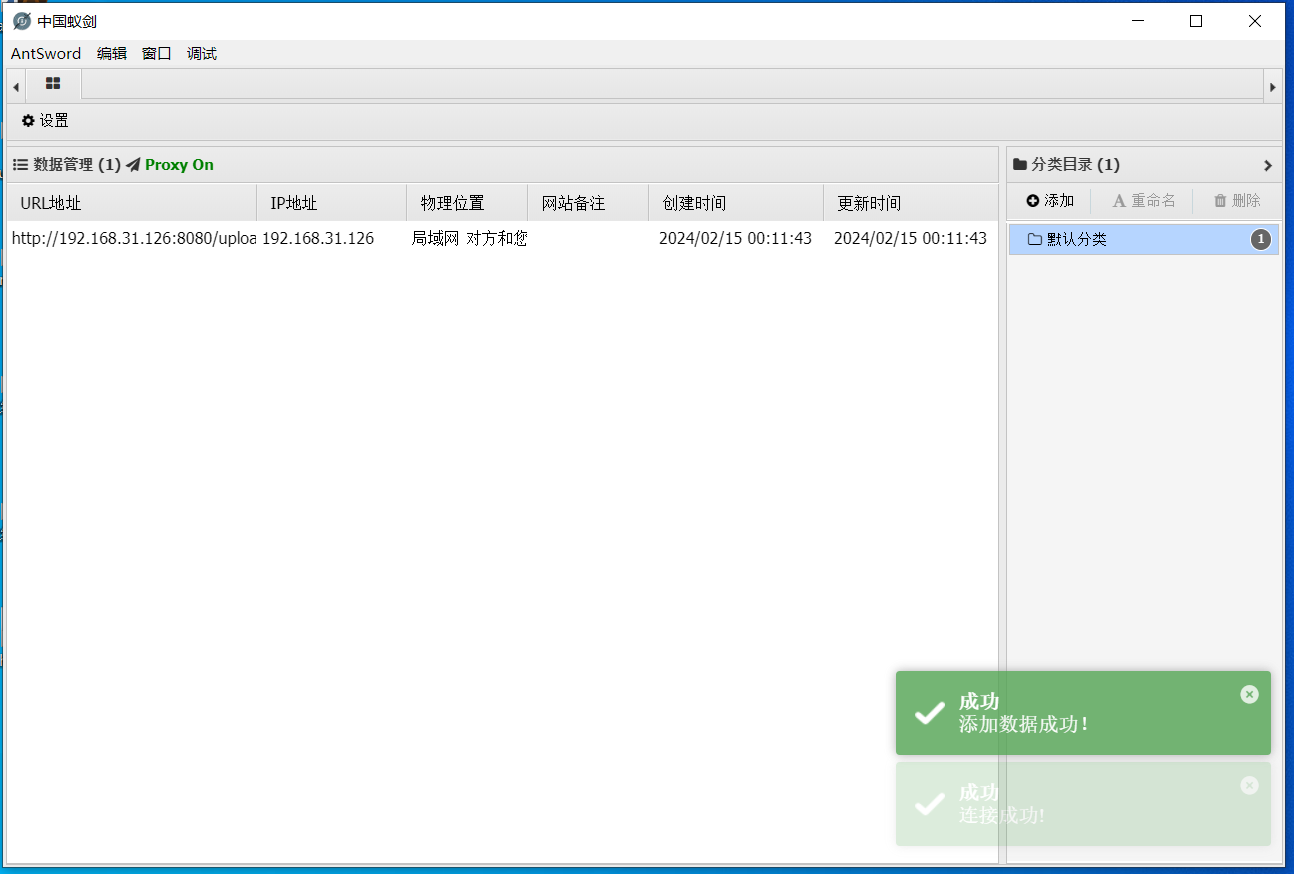 中国蚁剑
AntSword 编辑 窗口 调试
设置
数据管理 (1) Proxy On
分类目录 (1)
URL地址 IP地址 物理位置 网站备注 创建时间 更新时间
添加 重命名 删除
http://192.168.31.126:8080/uploa 192.168.31.126 局域网 对方和您 2024/02/15 00:11:43 2024/02/15 00:11:43
默认分类 1
成功
添加数据成功!
成功
连接成功!